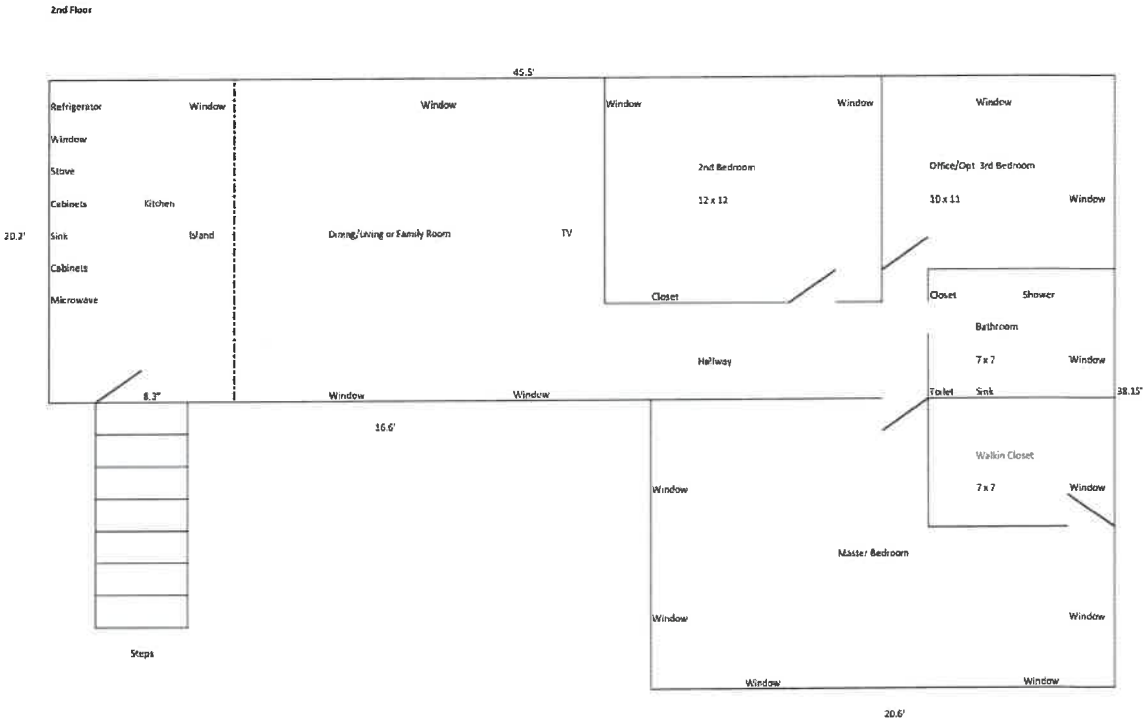 2nd Floor
45.5'
Refrigerator
Window
Window
Window
Window
Window
Window
Stove
2nd Bedroom
Office/Opt 3rd Bedroom
Cabinets
Kitchen
12 x 12
10 x 11
Window
20.2'
Sink
Island
Dining/Living or Family Room
TV
Cabinets
Microwave
Closet
Closet
Shower
Bathroom
Hallway
7 x 7
Window
8.3"
Window
Window
Toilet
Sink
38.15'
16.6'
Walkin Closet
Window
7 x 7
Window
Master Bedroom
Window
Window
Steps
Window
Window
20.6'